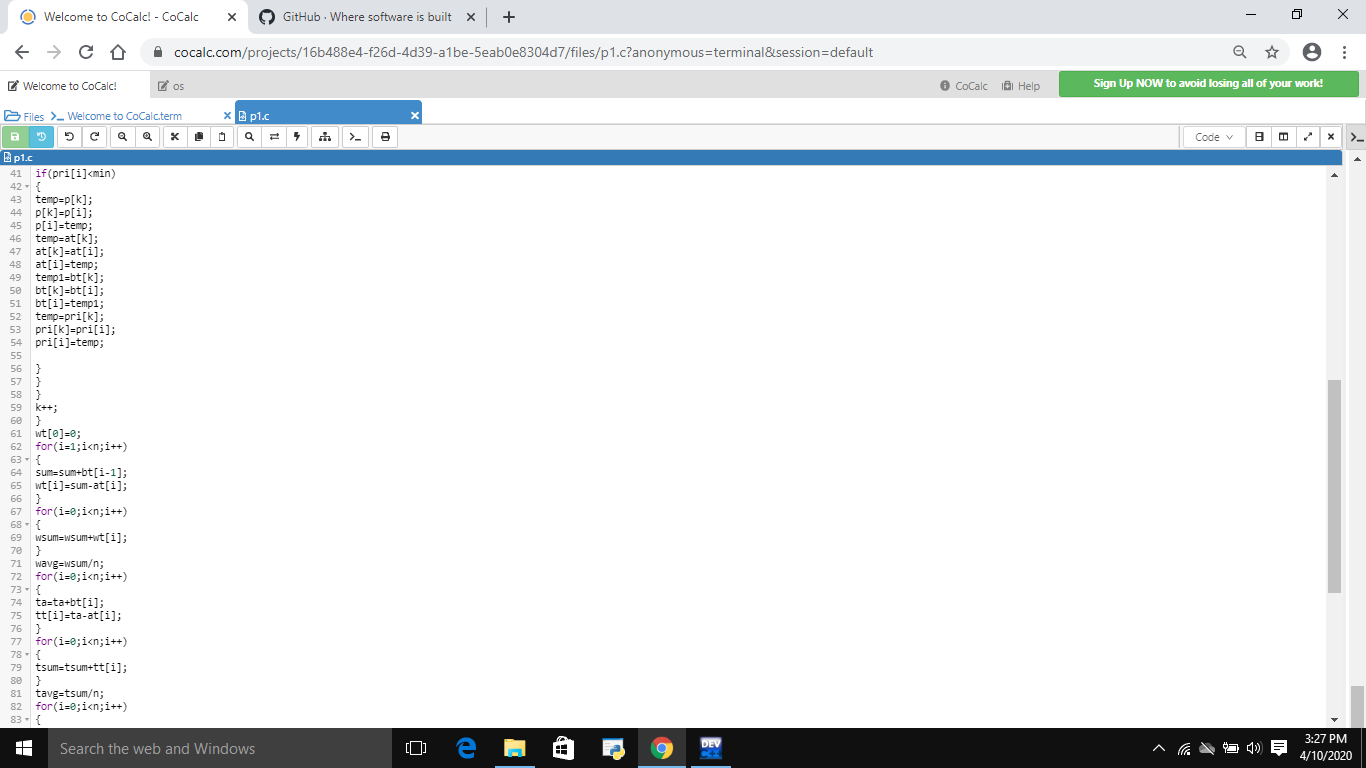 Welcome to CoCalc! - CoCalc
GitHub · Where software is built
cocalc.com/projects/16b488e4-f26d-4d39-a1be-5eab0e8304d7/files/p1.c?anonymous=terminal&session=default
Welcome to CoCalc!
os
CoCalc
Help
Sign Up NOW to avoid losing all of your work!
Files
Welcome to CoCalc.term
p1.c
Code
p1.c
41 if(pri[i]<min)
42 {
43 temp=p[k];
44 p[k]=p[i];
45 p[i]=temp;
46 temp=at[k];
47 at[k]=at[i];
48 at[i]=temp;
49 temp1=bt[k];
50 bt[k]=bt[i];
51 bt[i]=temp1;
52 temp=pri[k];
53 pri[k]=pri[i];
54 pri[i]=temp;
55
56 }
57 }
58 }
59 k++;
60 }
61 wt[0]=0;
62 for(i=1;i<n;i++)
63 {
64 sum=sum+bt[i-1];
65 wt[i]=sum-at[i];
66 }
67 for(i=0;i<n;i++)
68 {
69 wsum=wsum+wt[i];
70 }
71 wavg=wsum/n;
72 for(i=0;i<n;i++)
73 {
74 ta=ta+bt[i];
75 tt[i]=ta-at[i];
76 }
77 for(i=0;i<n;i++)
78 {
79 tsum=tsum+tt[i];
80 }
81 tavg=tsum/n;
82 for(i=0;i<n;i++)
83 {
Search the web and Windows
DEV
C++
3:27 PM
4/10/2020